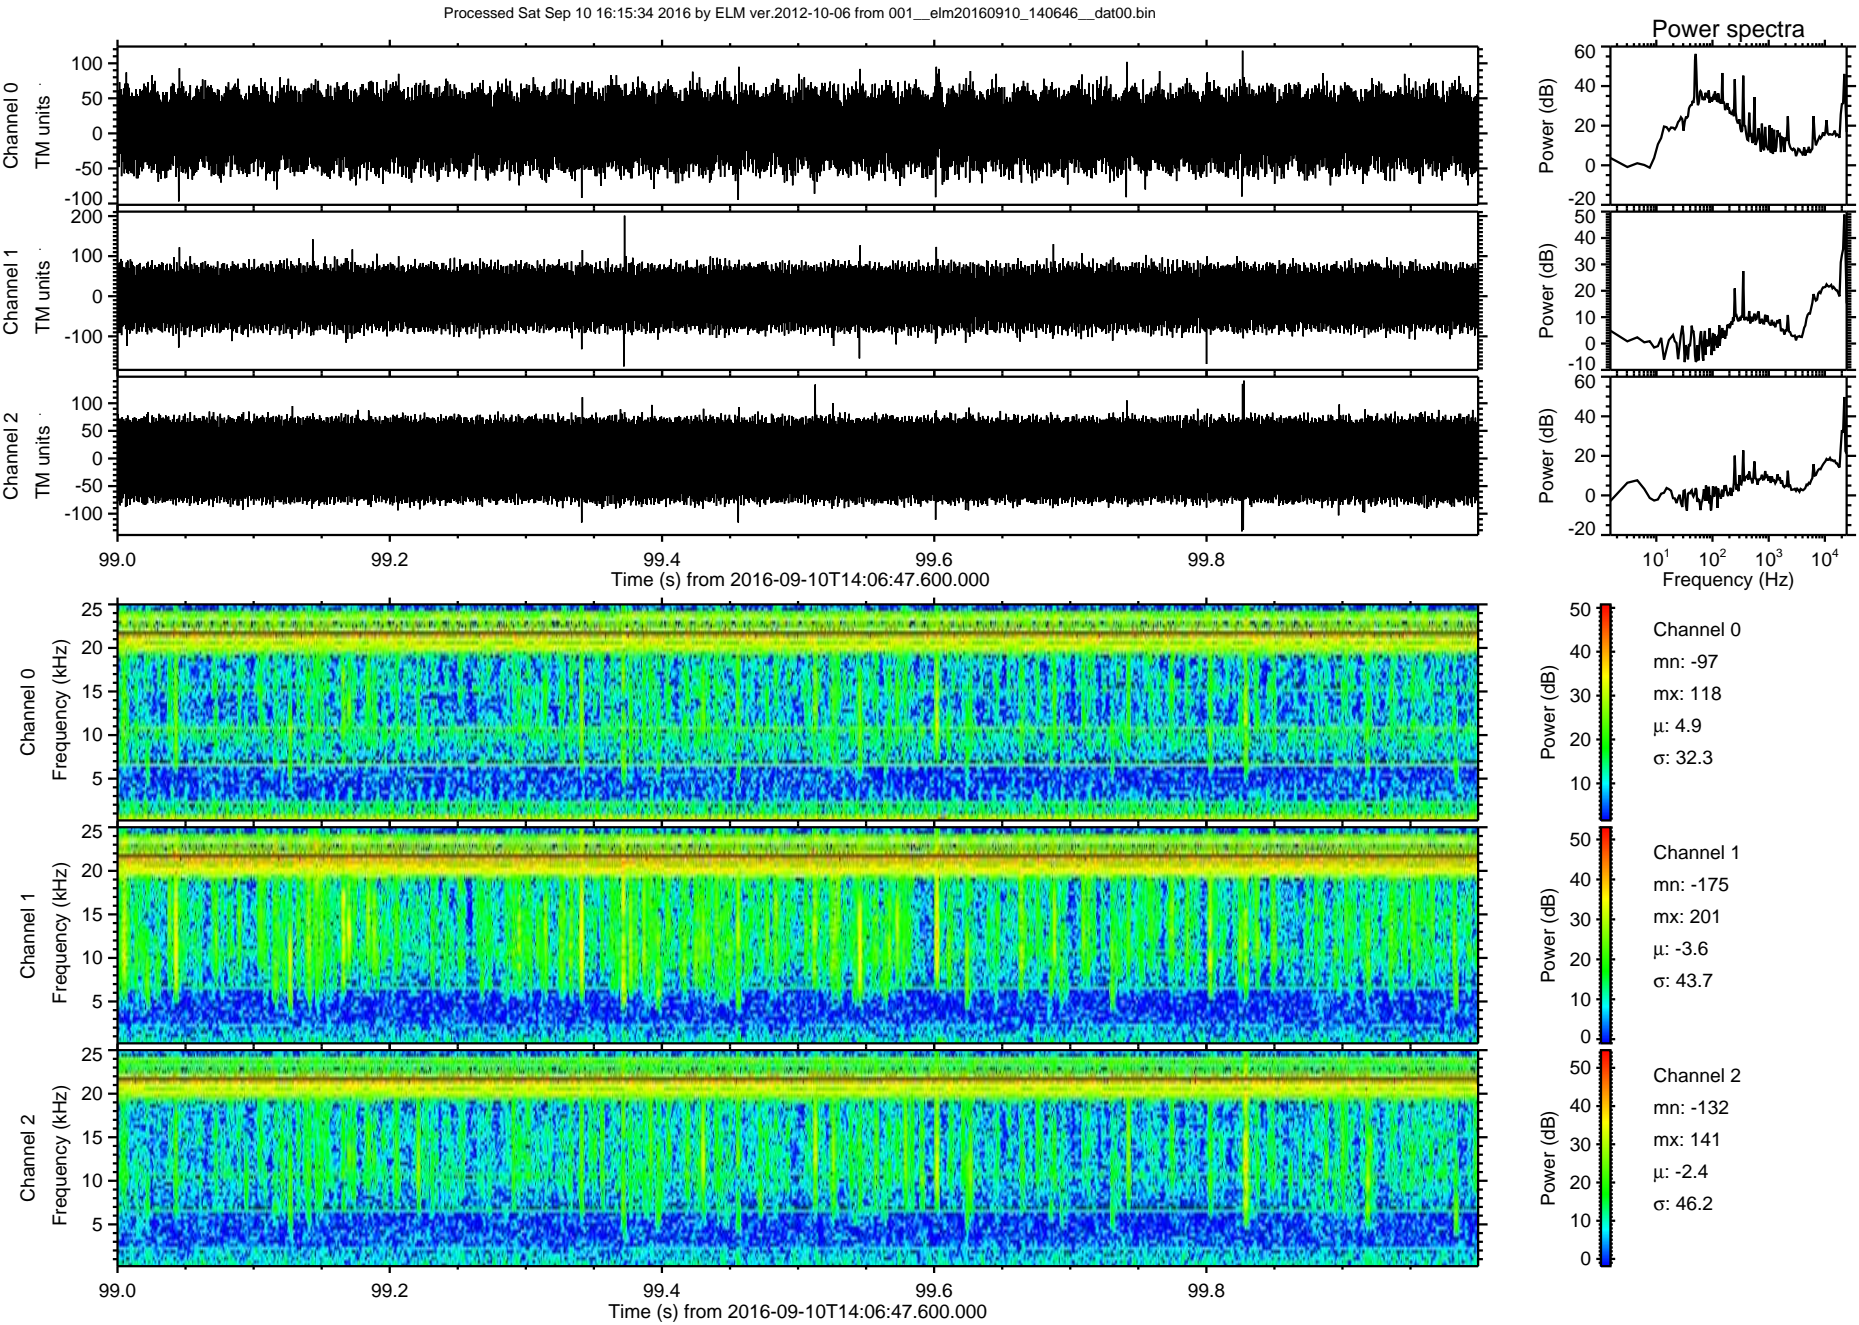 Processed Sat Sep 10 16:15:34 2016 by ELM ver.2012-10-06 from 001__elm20160910_140646__dat00.bin
Power spectra
Channel 0
TM units
100
50
0
-50
-100
Power (dB)
60
40
20
0
-20
Channel 1
TM units
200
100
0
-100
Power (dB)
50
40
30
20
10
0
-10
Channel 2
TM units
100
50
0
-50
-100
Power (dB)
60
40
20
0
-20
99.0
99.2
99.4
99.6
99.8
Time (s) from 2016-09-10T14:06:47.600.000
10^1
10^2
10^3
10^4
Frequency (Hz)
Channel 0
Frequency (kHz)
25
20
15
10
5
Power (dB)
50
40
30
20
10
Channel 0
mn: -97
mx: 118
μ: 4.9
σ: 32.3
Channel 1
Frequency (kHz)
25
20
15
10
5
Power (dB)
50
40
30
20
10
0
Channel 1
mn: -175
mx: 201
μ: -3.6
σ: 43.7
Channel 2
Frequency (kHz)
25
20
15
10
5
Power (dB)
50
40
30
20
10
0
Channel 2
mn: -132
mx: 141
μ: -2.4
σ: 46.2
99.0
99.2
99.4
99.6
99.8
Time (s) from 2016-09-10T14:06:47.600.000